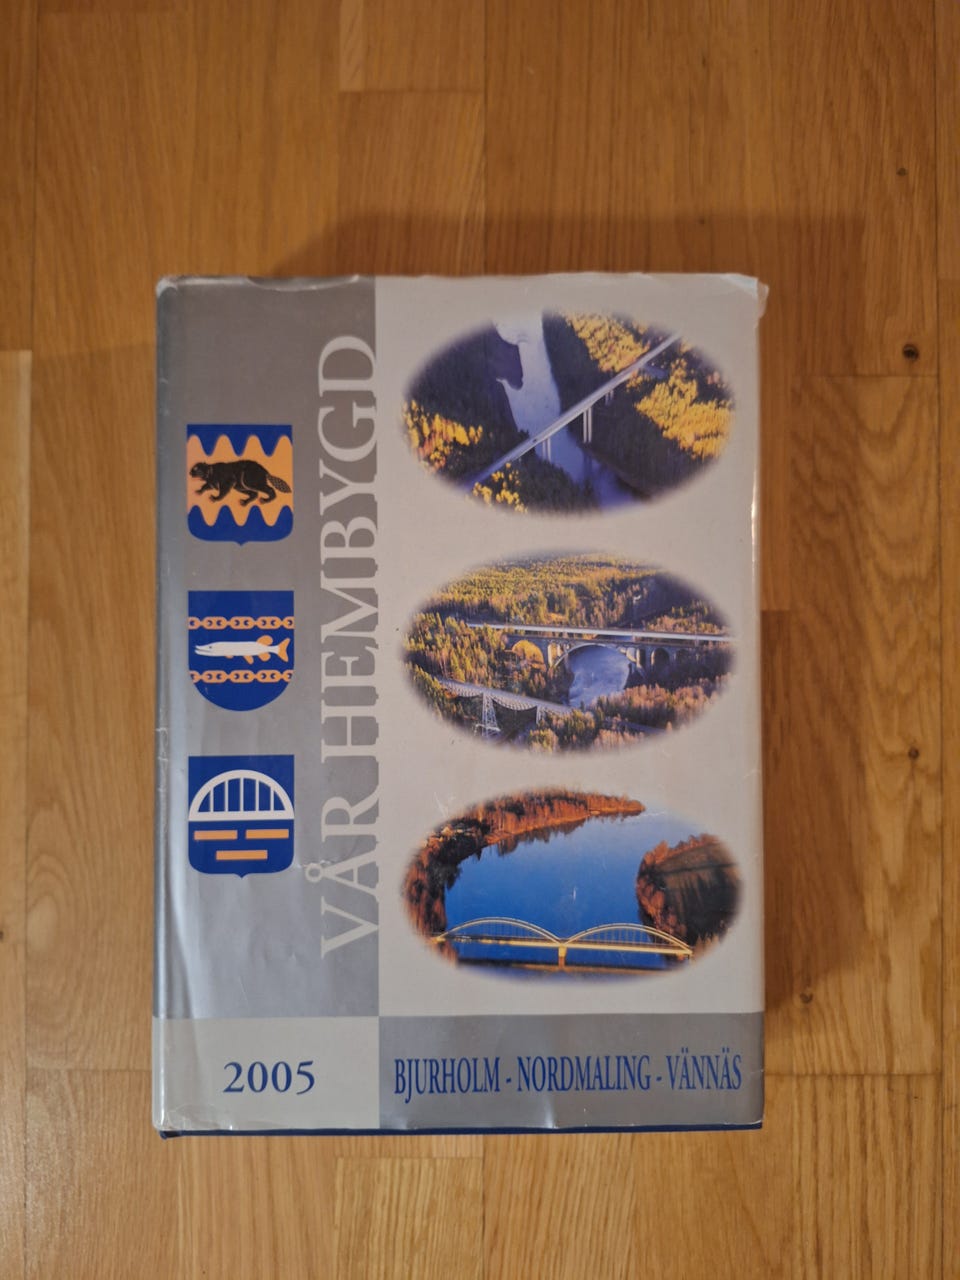 VÅR HEMBYGD
2005
BJURHOLM - NORDMALING - VÄNNÄS